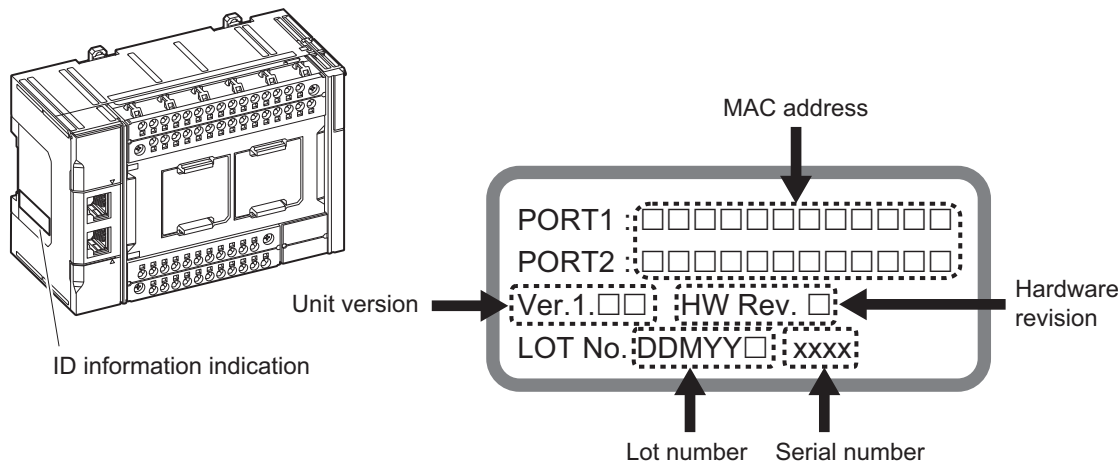 MAC address
PORT1 :□□□□□□□□□□□□
PORT2 :□□□□□□□□□□□□
Unit version
Ver.1.□□ HW Rev. □
Hardware
revision
LOT No. DDMYY□ xxxx
ID information indication
Lot number Serial number